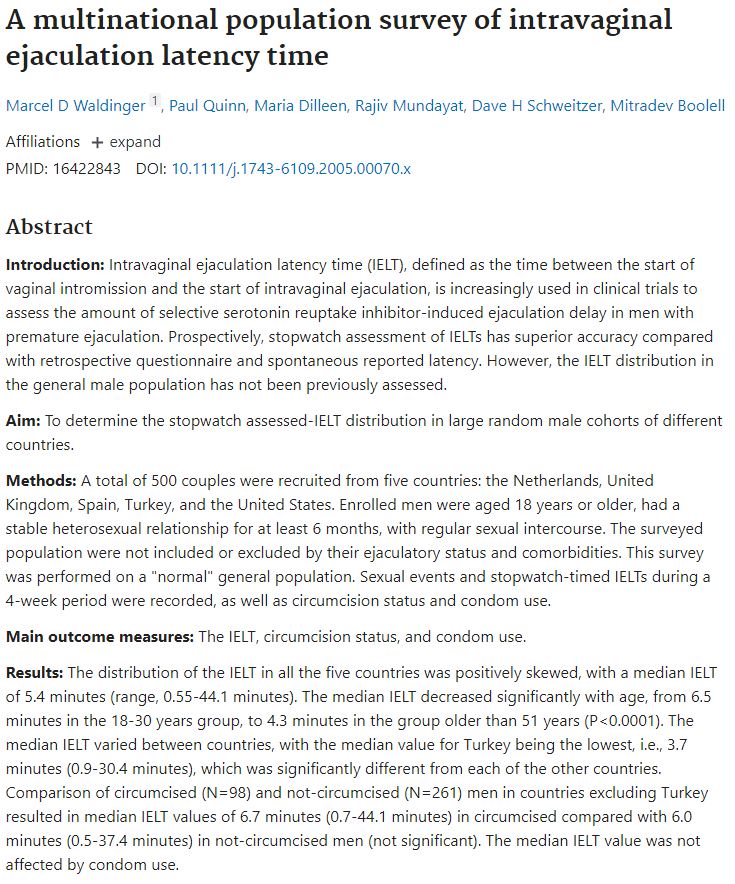 A multinational population survey of intravaginal
ejaculation latency time
Marcel D Waldinger 1, Paul Quinn, Maria Dilleen, Rajiv Mundayat, Dave H Schweitzer, Mitradev Boolell
Affiliations + expand
PMID: 16422843 DOI: 10.1111/j.1743-6109.2005.00070.x
Abstract
Introduction: Intravaginal ejaculation latency time (IELT), defined as the time between the start of
vaginal intromission and the start of intravaginal ejaculation, is increasingly used in clinical trials to
assess the amount of selective serotonin reuptake inhibitor-induced ejaculation delay in men with
premature ejaculation. Prospectively, stopwatch assessment of IELTs has superior accuracy compared
with retrospective questionnaire and spontaneous reported latency. However, the IELT distribution in
the general male population has not been previously assessed.
Aim: To determine the stopwatch assessed-IELT distribution in large random male cohorts of different
countries.
Methods: A total of 500 couples were recruited from five countries: the Netherlands, United
Kingdom, Spain, Turkey, and the United States. Enrolled men were aged 18 years or older, had a
stable heterosexual relationship for at least 6 months, with regular sexual intercourse. The surveyed
population were not included or excluded by their ejaculatory status and comorbidities. This survey
was performed on a "normal" general population. Sexual events and stopwatch-timed IELTs during a
4-week period were recorded, as well as circumcision status and condom use.
Main outcome measures: The IELT, circumcision status, and condom use.
Results: The distribution of the IELT in all the five countries was positively skewed, with a median IELT
of 5.4 minutes (range, 0.55-44.1 minutes). The median IELT decreased significantly with age, from 6.5
minutes in the 18-30 years group, to 4.3 minutes in the group older than 51 years (P<0.0001). The
median IELT varied between countries, with the median value for Turkey being the lowest, i.e., 3.7
minutes (0.9-30.4 minutes), which was significantly different from each of the other countries.
Comparison of circumcised (N=98) and not-circumcised (N=261) men in countries excluding Turkey
resulted in median IELT values of 6.7 minutes (0.7-44.1 minutes) in circumcised compared with 6.0
minutes (0.5-37.4 minutes) in not-circumcised men (not significant). The median IELT value was not
affected by condom use.